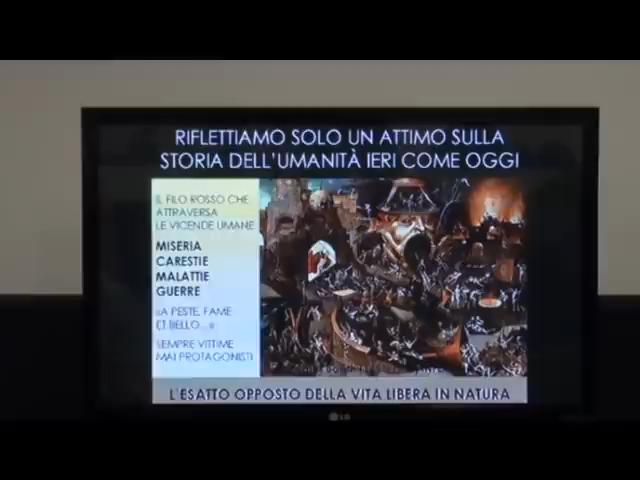 RIFLETTIAMO SOLO UN ATTIMO SULLA
STORIA DELL'UMANITÀ IERI COME OGGI
IL FILO ROSSO CHE
ATTRAVERSA
LE VICENDE UMANE
MISERIA
CARESTIE
MALATTIE
GUERRE
«A PESTE, FAME
ET BELLO...»
SEMPRE VITTIME
MAI PROTAGONISTI
L'ESATTO OPPOSTO DELLA VITA LIBERA IN NATURA
LG